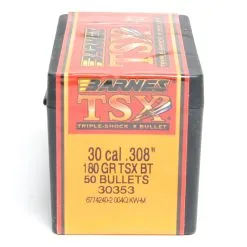 BARNES
TSX
TRIPLE-SHOCK X BULLET
30 cal .308"
180 GR TSX BT
50 BULLETS
30353